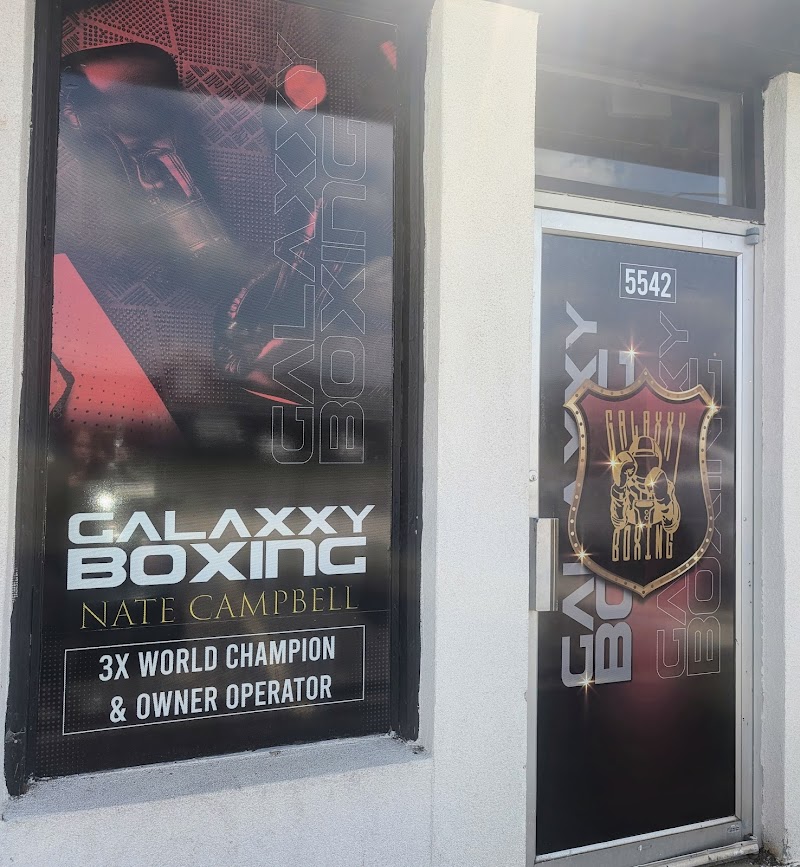 GALAXXY
BOXING
GALAXXY
BOXING
NATE CAMPBELL
3X WORLD CHAMPION
& OWNER OPERATOR
5542
GALAXXY
BOXING
GALAXXY
BOXING
GALAXXY
BOXING